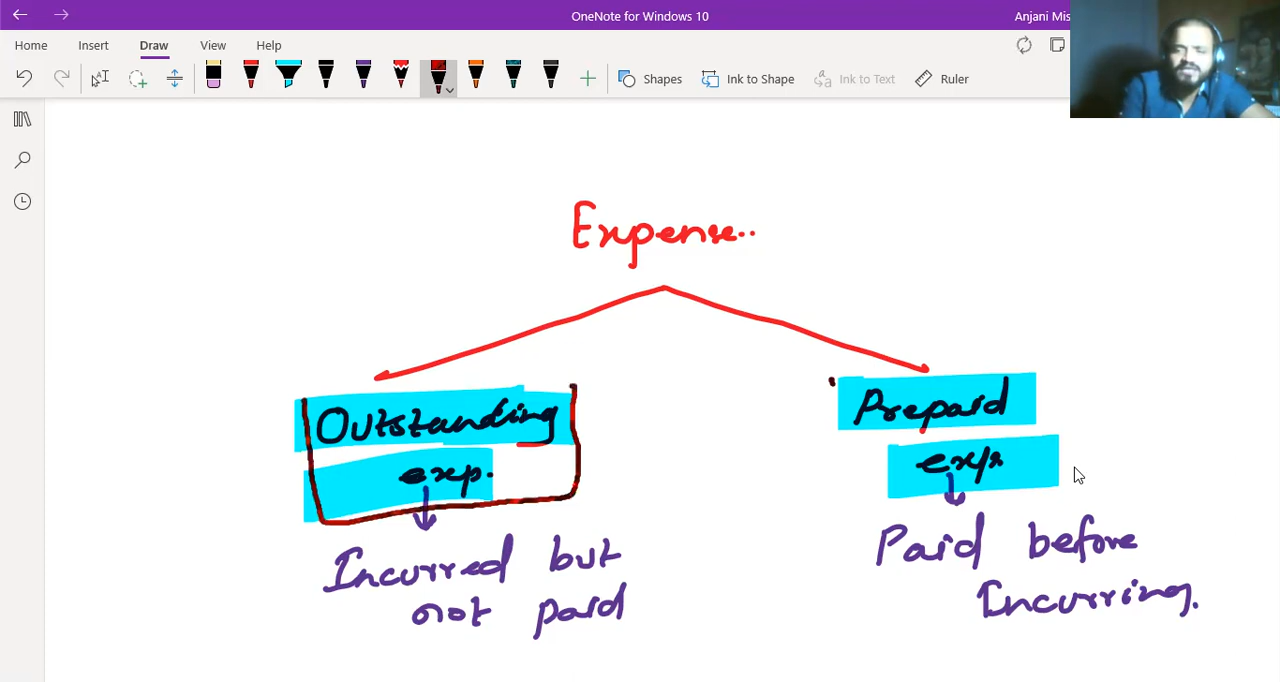 OneNote for Windows 10
Anjani Mis
Home Insert Draw View Help
Shapes Ink to Shape Ink to Text Ruler
Expense..
Outstanding
exp.
Prepaid
Incurred but
not paid
Paid before
Incurring.